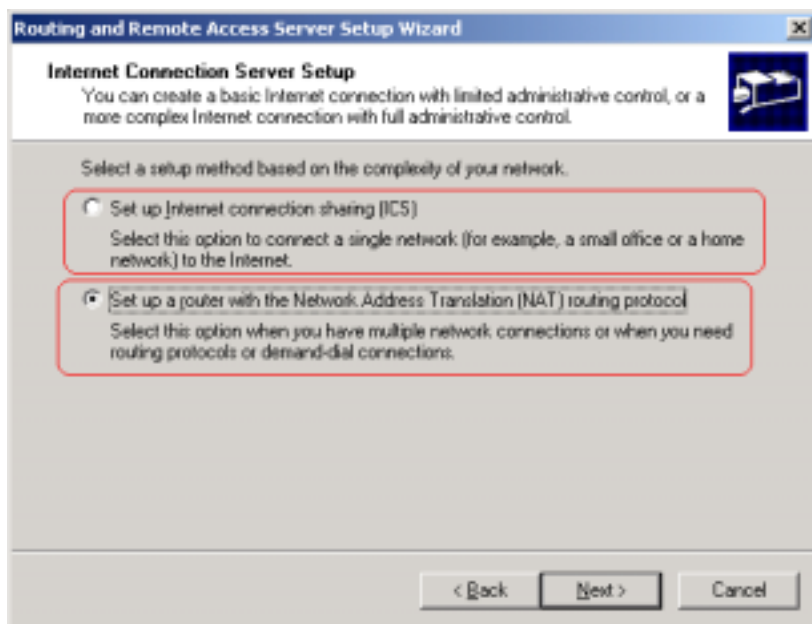 Routing and Remote Access Server Setup Wizard
Internet Connection Server Setup
You can create a basic Internet connection with limited administrative control, or a
more complex Internet connection with full administrative control.
Select a setup method based on the complexity of your network.
Set up Internet connection sharing (ICS)
Select this option to connect a single network (for example, a small office or a home
network) to the Internet.
Set up a router with the Network Address Translation (NAT) routing protocol
Select this option when you have multiple network connections or when you need
routing protocols or demand-dial connections.
< Back
Next >
Cancel